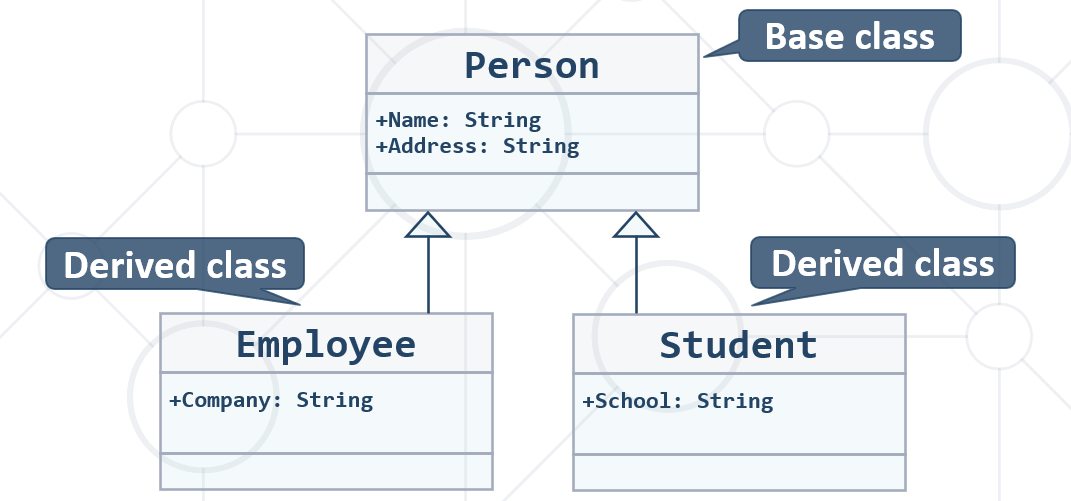 Base class
Person
+Name: String
+Address: String
Derived class
Derived class
Employee
+Company: String
Student
+School: String